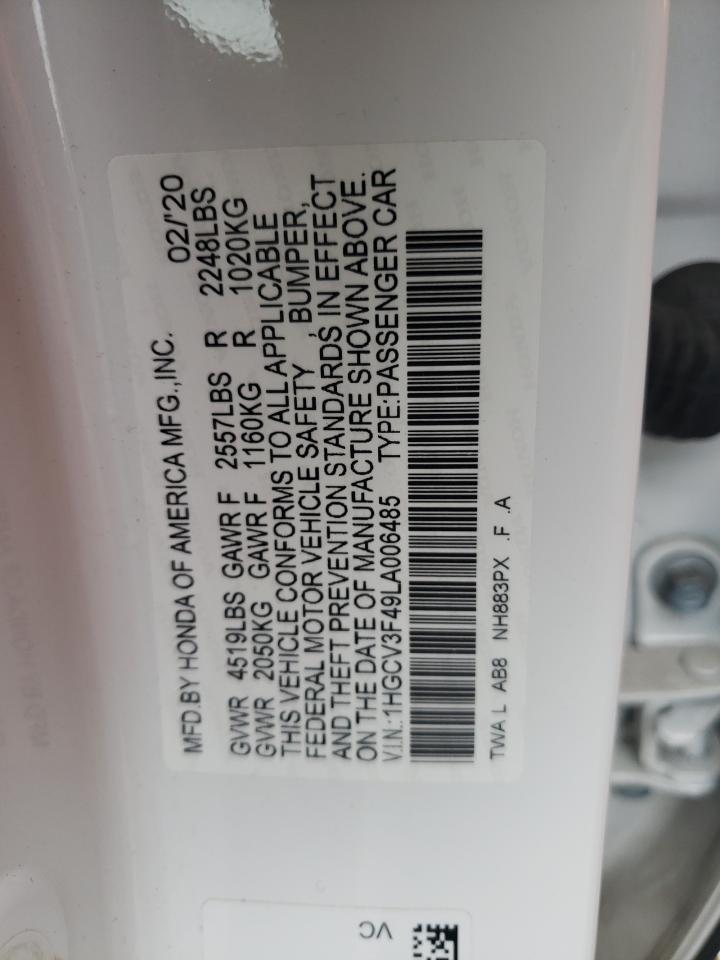 MFD.BY HONDA OF AMERICA MFG.,INC. 02/'20
GVWR 4519LBS GAWR F 2557LBS R 2248LBS
GVWR 2050KG GAWR F 1160KG R 1020KG
THIS VEHICLE CONFORMS TO ALL APPLICABLE
FEDERAL MOTOR VEHICLE SAFETY , BUMPER,
AND THEFT PREVENTION STANDARDS IN EFFECT
ON THE DATE OF MANUFACTURE SHOWN ABOVE.
V.I.N.:1HGCV3F49LA006485 TYPE:PASSENGER CAR
TWA L AB8 NH883PX .F .A
VC